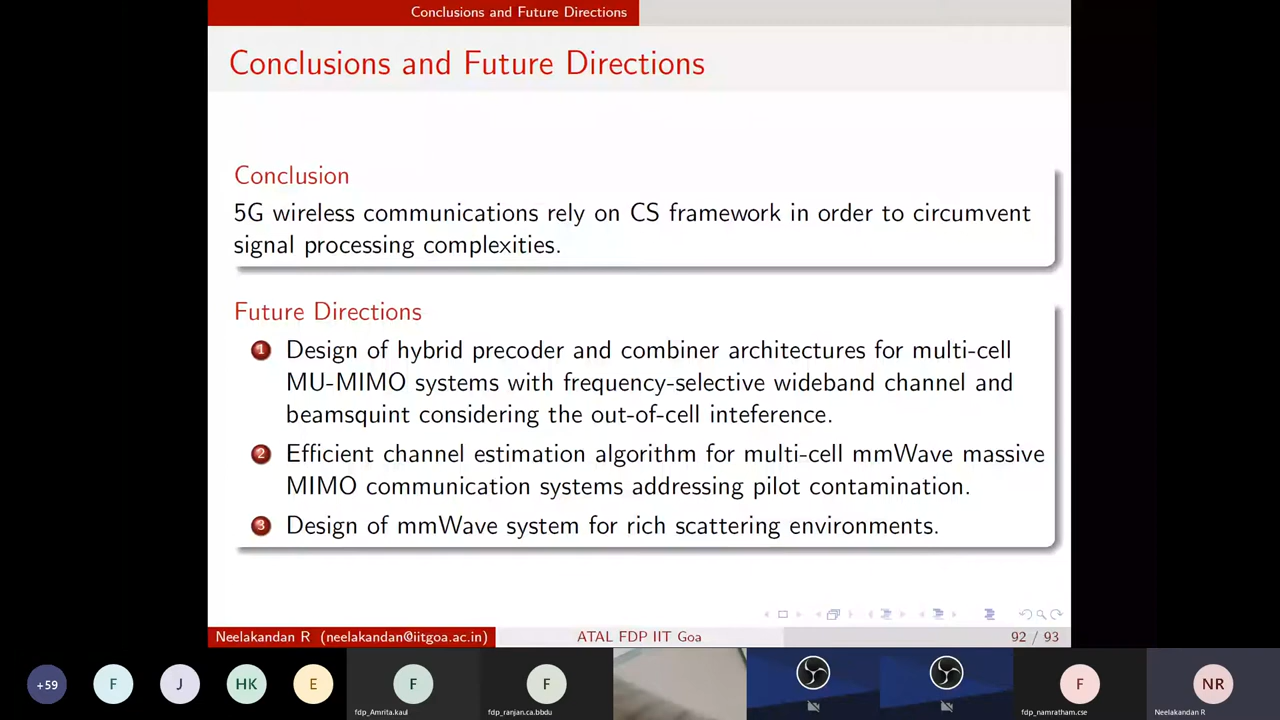 Conclusions and Future Directions
Conclusions and Future Directions
Conclusion
5G wireless communications rely on CS framework in order to circumvent
signal processing complexities.
Future Directions
1 Design of hybrid precoder and combiner architectures for multi-cell
MU-MIMO systems with frequency-selective wideband channel and
beamsquint considering the out-of-cell inteference.
2 Efficient channel estimation algorithm for multi-cell mmWave massive
MIMO communication systems addressing pilot contamination.
3 Design of mmWave system for rich scattering environments.
Neelakandan R (neelakandan@iitgoa.ac.in) ATAL FDP IIT Goa 92 / 93
+59 F J HK E F F F NR
fdp_Amrita.kaul fdp_ranjan.ca.bbdu fdp_namratham.cse Neelakandan R